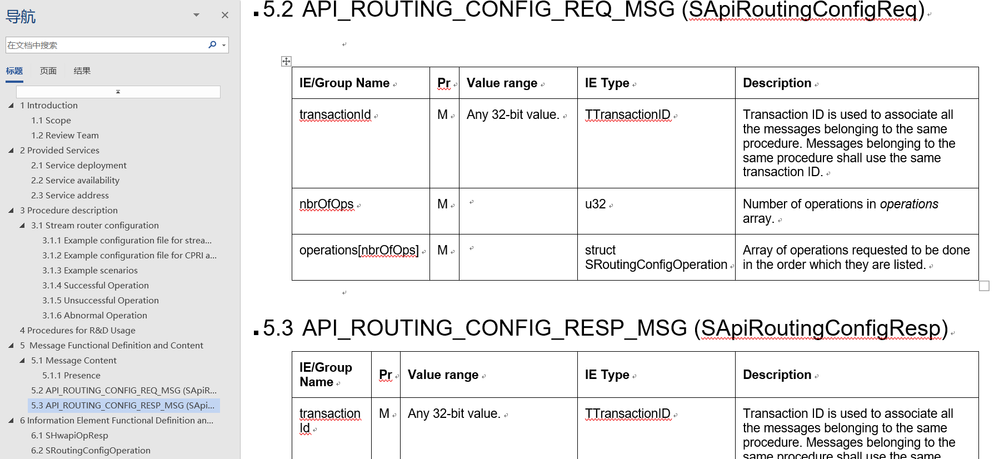 导航
在文档中搜索
标题 页面 结果
1 Introduction
1.1 Scope
1.2 Review Team
2 Provided Services
2.1 Service deployment
2.2 Service availability
2.3 Service address
3 Procedure description
3.1 Stream router configuration
3.1.1 Example configuration file for strea...
3.1.2 Example configuration file for CPRI a...
3.1.3 Example scenarios
3.1.4 Successful Operation
3.1.5 Unsuccessful Operation
3.1.6 Abnormal Operation
4 Procedures for R&D Usage
5 Message Functional Definition and Content
5.1 Message Content
5.1.1 Presence
5.2 API_ROUTING_CONFIG_REQ_MSG (SApiR...
5.3 API_ROUTING_CONFIG_RESP_MSG (SApi...
6 Information Element Functional Definition an...
6.1 SHwapiOpResp
6.2 SRoutingConfigOperation
5.2 API_ROUTING_CONFIG_REQ_MSG (SApiRoutingConfigReq)
IE/Group Name Pr Value range IE Type Description
transactionId M Any 32-bit value. TTransactionID Transaction ID is used to associate all
the messages belonging to the same
procedure. Messages belonging to the
same procedure shall use the same
transaction ID.
nbrOfOps M u32 Number of operations in operations
array.
operations[nbrOfOps] M struct Array of operations requested to be done
SRoutingConfigOperation in the order which they are listed.
5.3 API_ROUTING_CONFIG_RESP_MSG (SApiRoutingConfigResp)
IE/Group
Name Pr Value range IE Type Description
transaction M Any 32-bit value. TTransactionID Transaction ID is used to associate all
Id the messages belonging to the same
procedure. Messages belonging to the
same procedure shall use the same